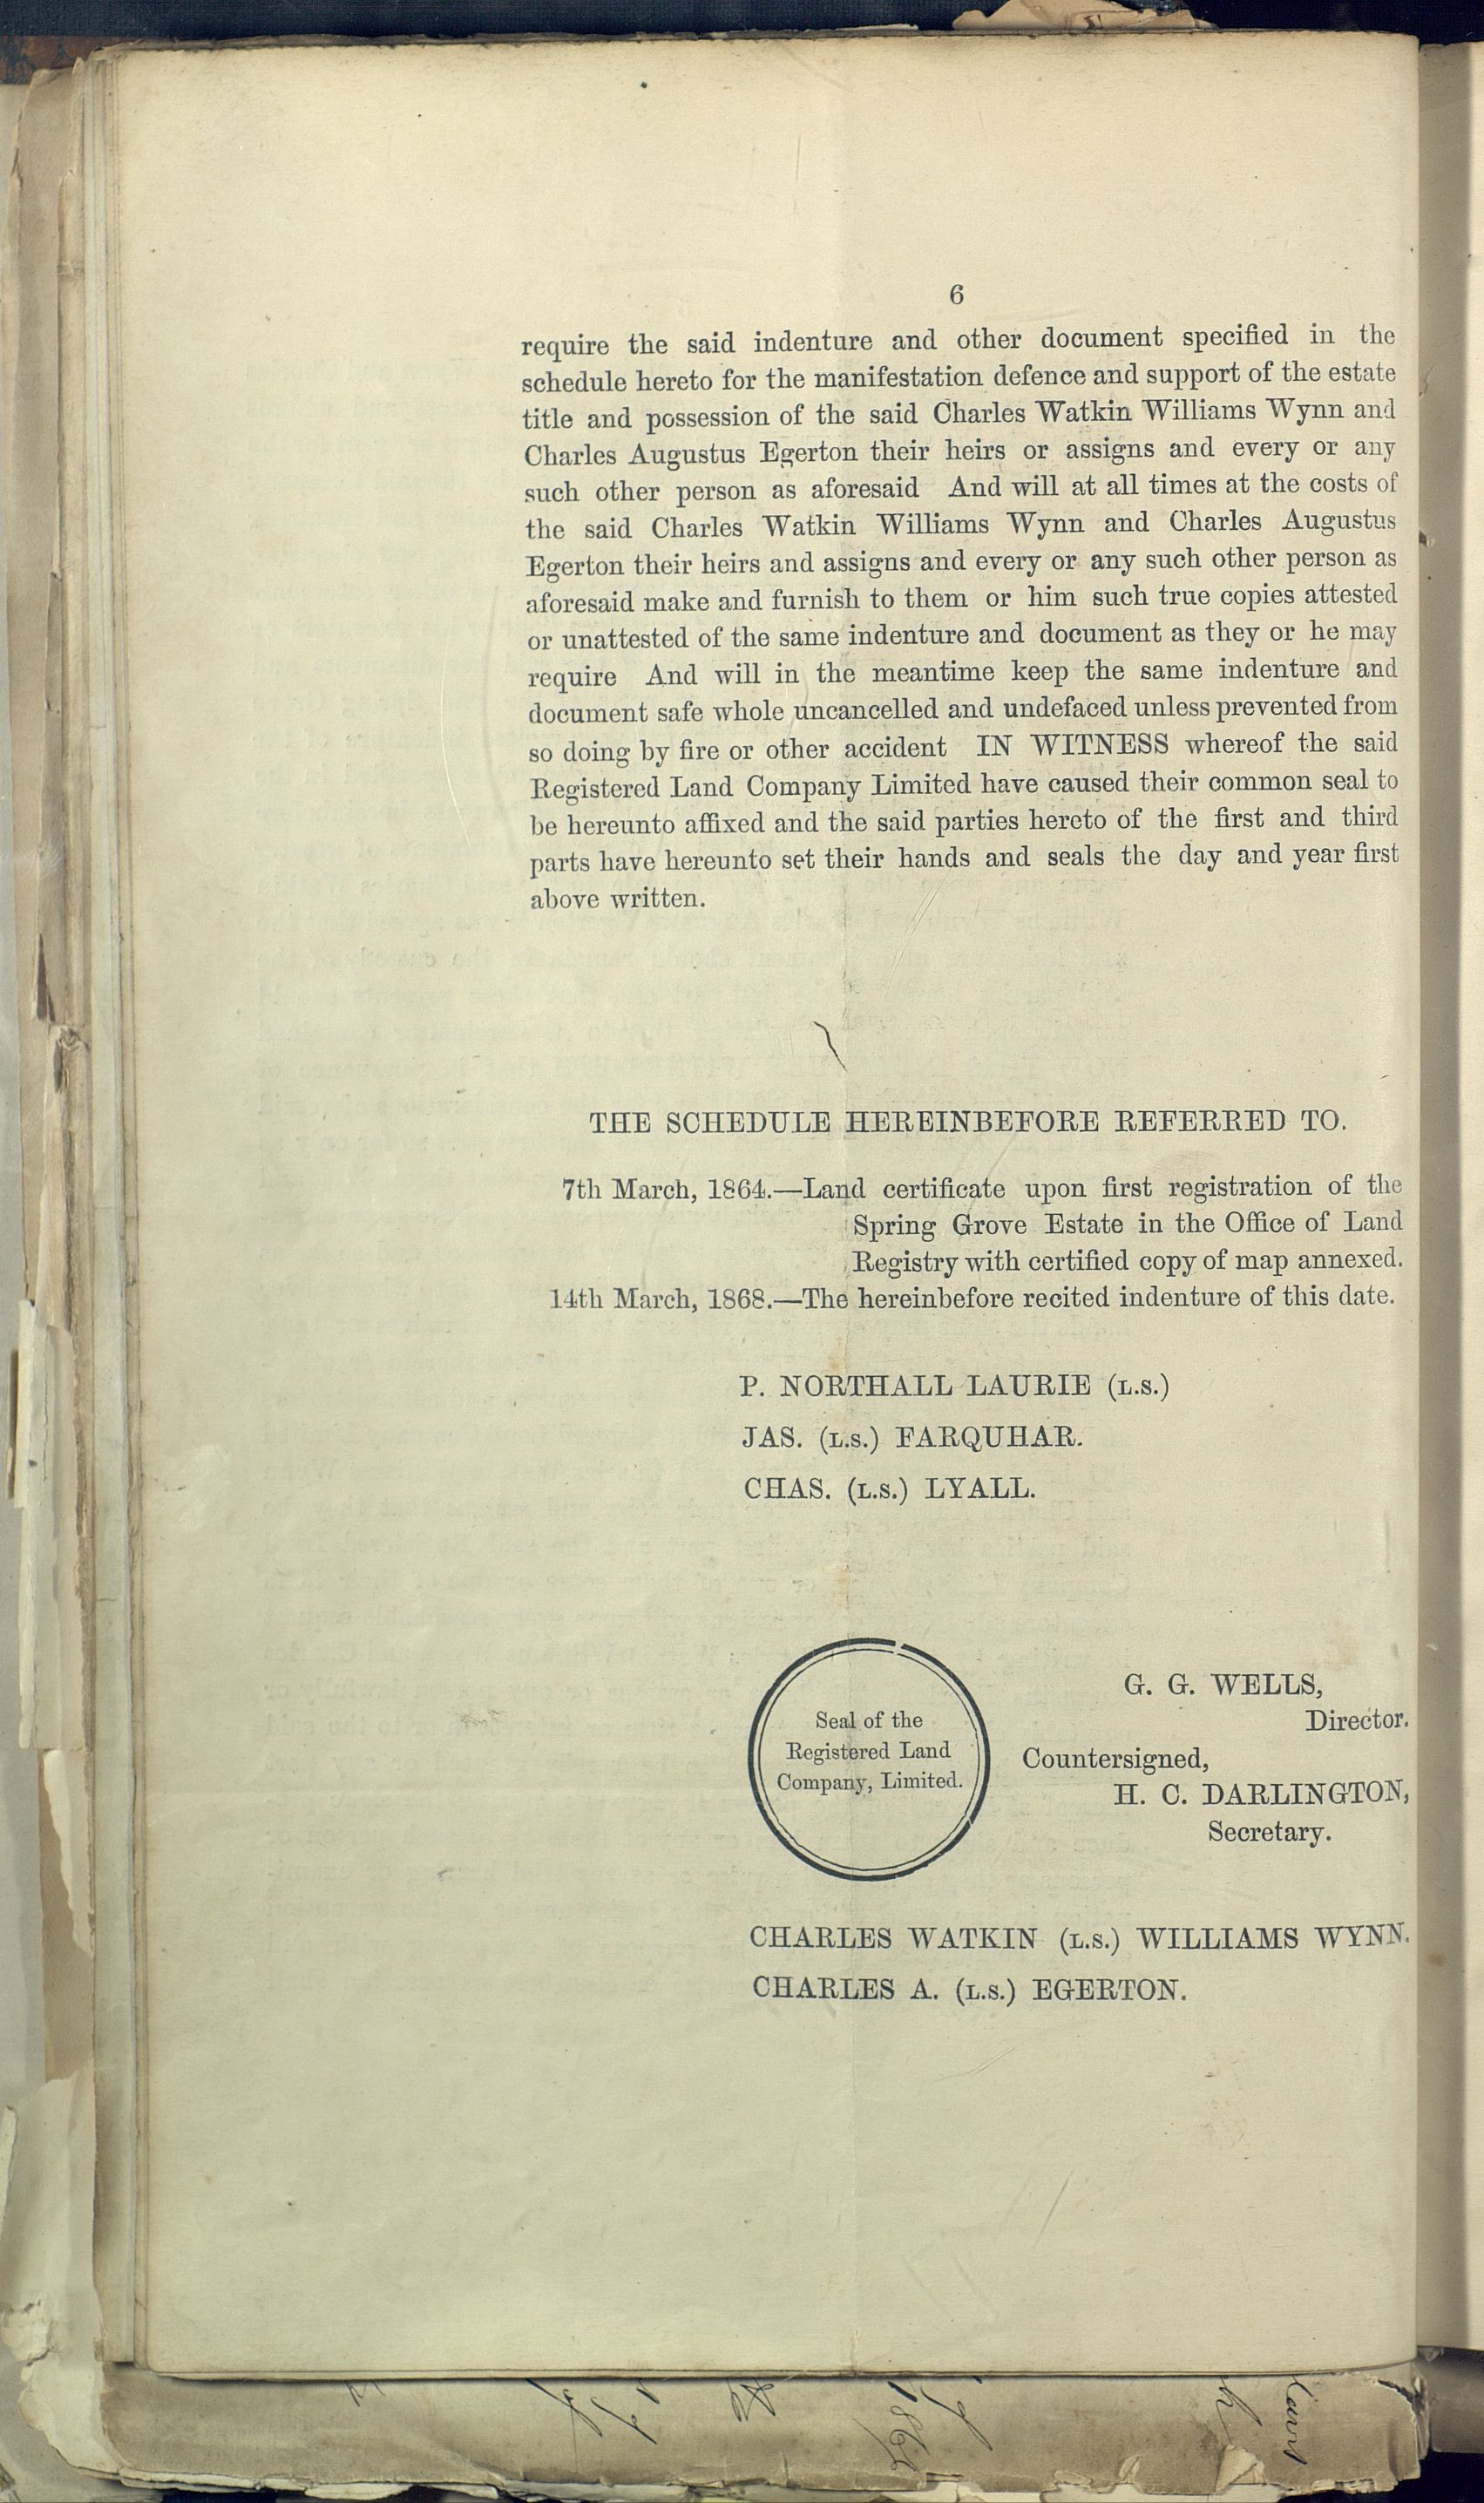 6
require the said indenture and other document specified in the
schedule hereto for the manifestation defence and support of the estate
title and possession of the said Charles Watkin Williams Wynn and
Charles Augustus Egerton their heirs or assigns and every or any
such other person as aforesaid And will at all times at the costs of
the said Charles Watkin Williams Wynn and Charles Augustus
Egerton their heirs and assigns and every or any such other person as
aforesaid make and furnish to them or him such true copies attested
or unattested of the same indenture and document as they or he may
require And will in the meantime keep the same indenture and
document safe whole uncancelled and undefaced unless prevented from
so doing by fire or other accident IN WITNESS whereof the said
Registered Land Company Limited have caused their common seal to
be hereunto affixed and the said parties hereto of the first and third
parts have hereunto set their hands and seals the day and year first
above written.
THE SCHEDULE HEREINBEFORE REFERRED TO.
7th March, 1864.—Land certificate upon first registration of the
Spring Grove Estate in the Office of Land
Registry with certified copy of map annexed.
14th March, 1868.—The hereinbefore recited indenture of this date.
P. NORTHALL LAURIE (L.S.)
JAS. (L.S.) FARQUHAR.
CHAS. (L.S.) LYALL.
Seal of the
Registered Land
Company, Limited.
G. G. WELLS,
Director.
Countersigned,
H. C. DARLINGTON,
Secretary.
CHARLES WATKIN (L.S.) WILLIAMS WYNN.
CHARLES A. (L.S.) EGERTON.